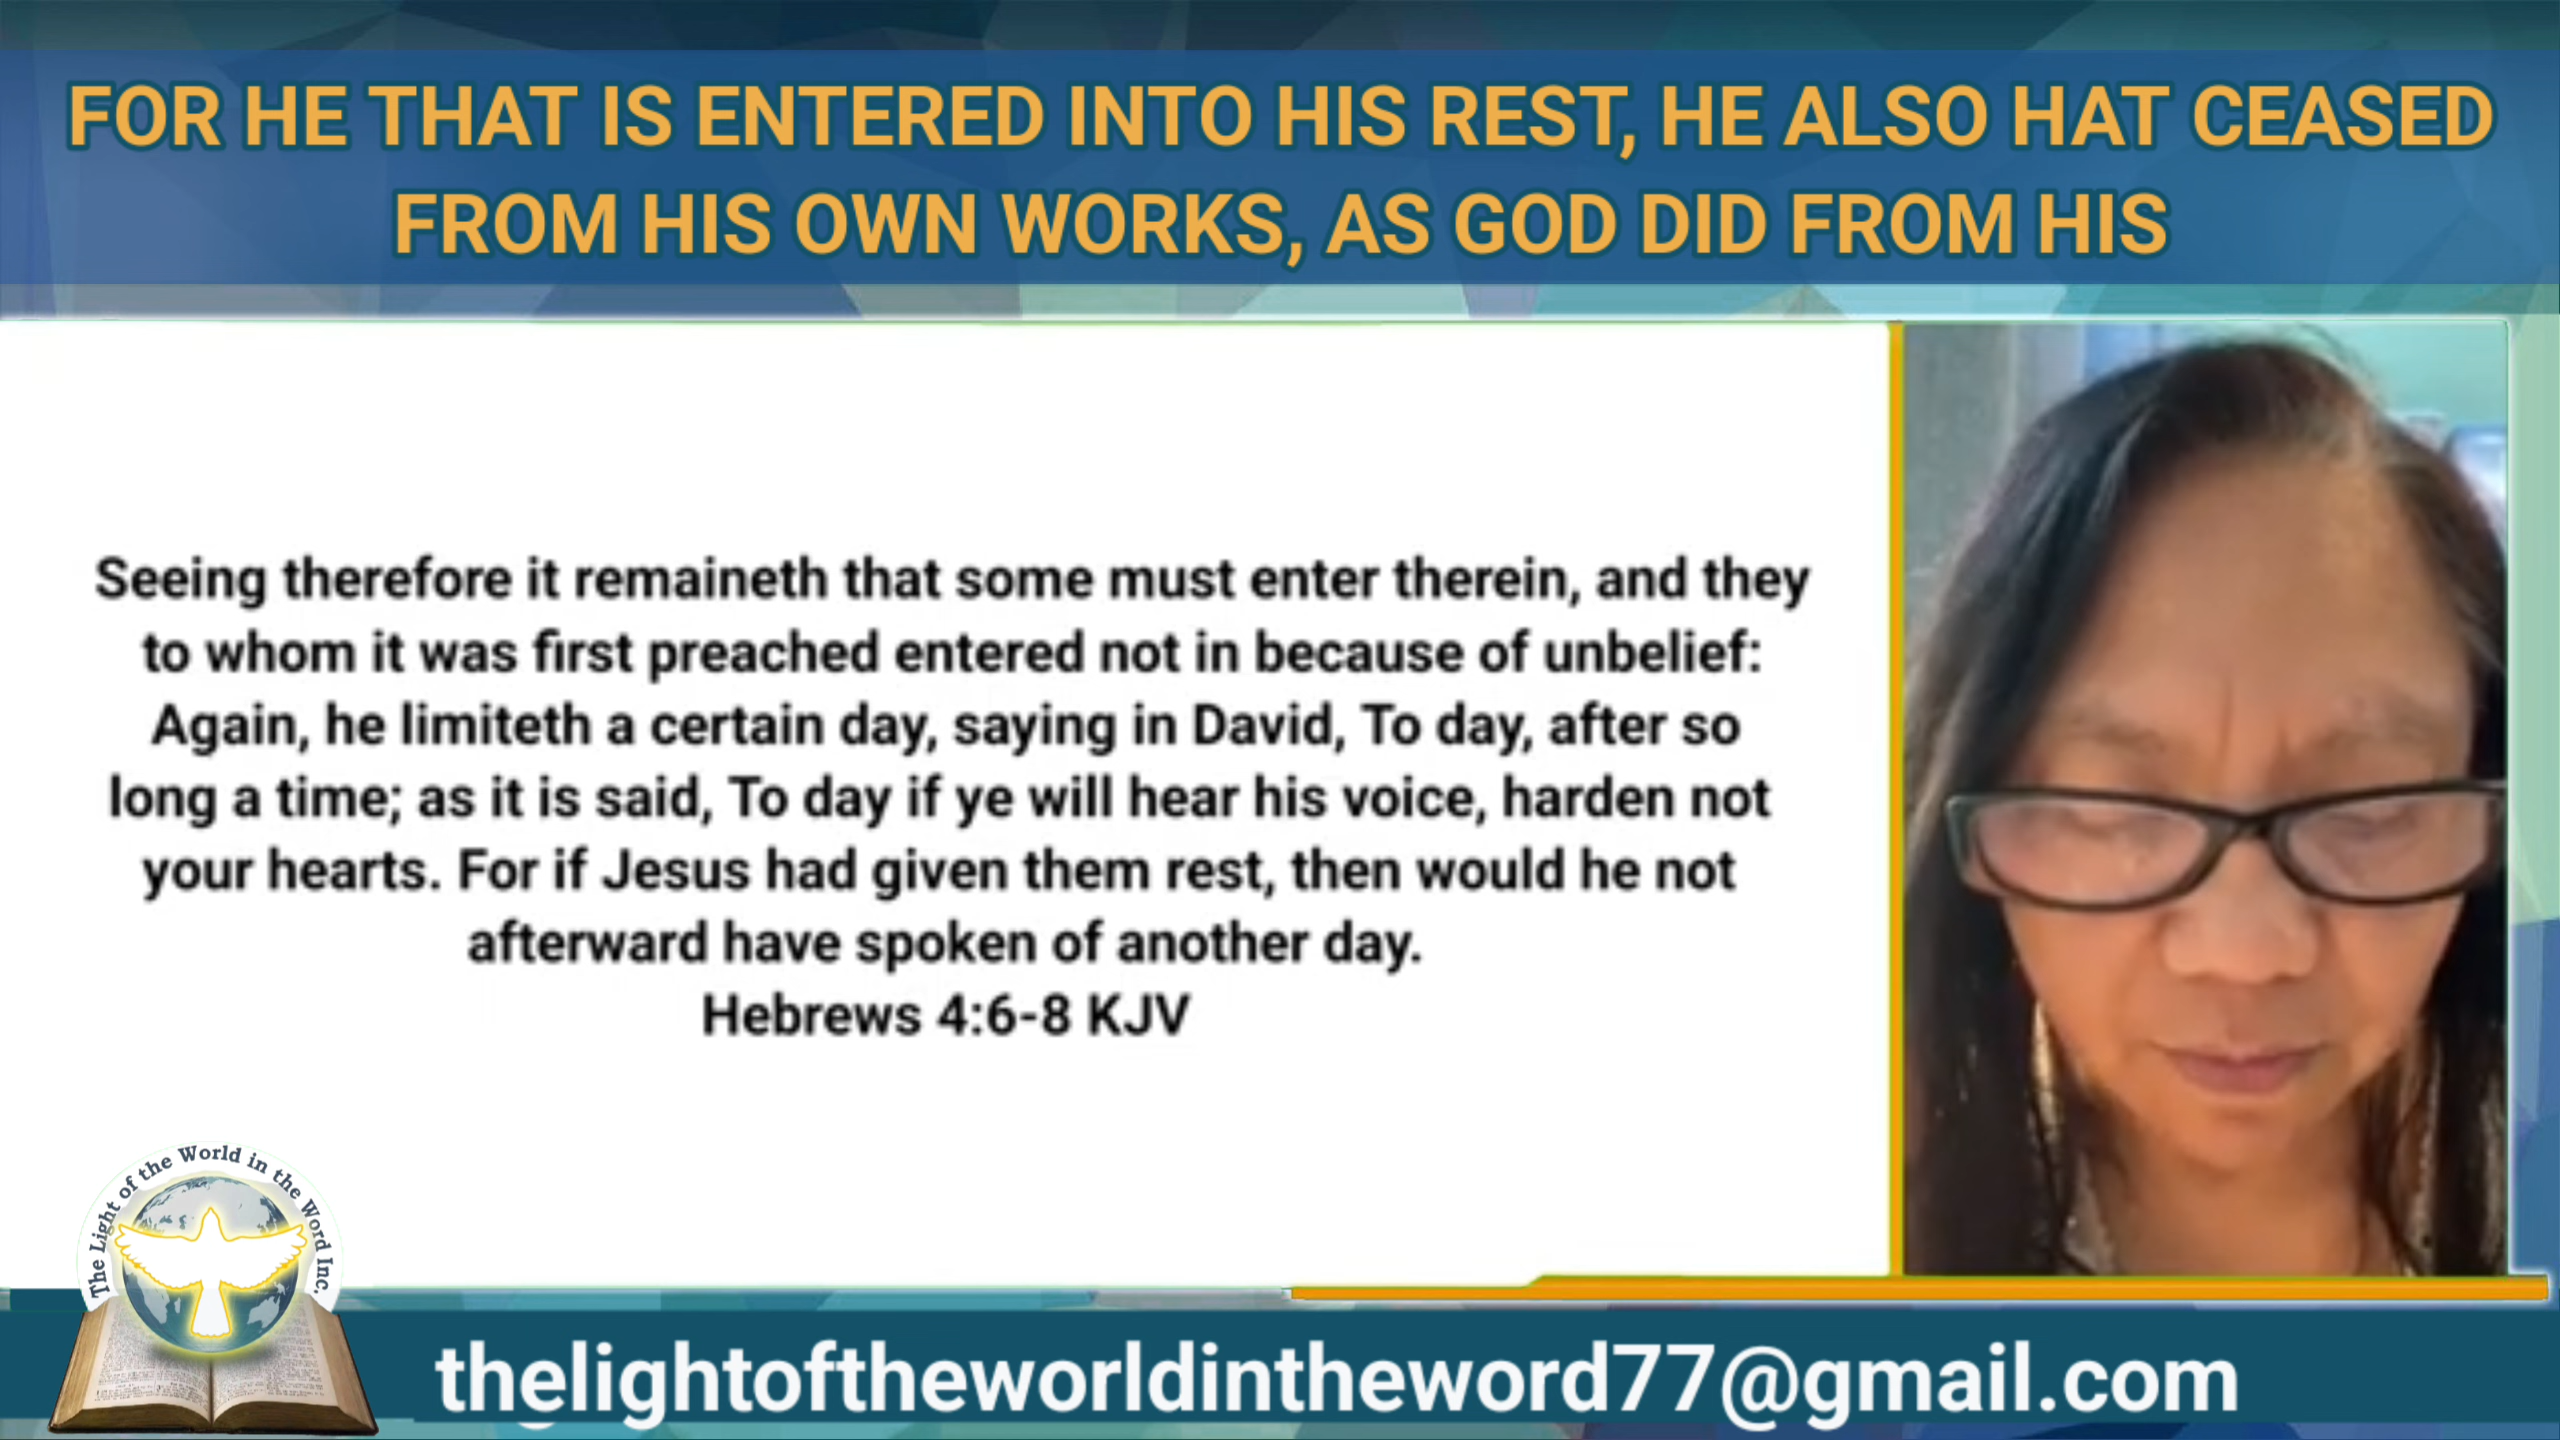 FOR HE THAT IS ENTERED INTO HIS REST, HE ALSO HAT CEASED
FROM HIS OWN WORKS, AS GOD DID FROM HIS
Seeing therefore it remaineth that some must enter therein, and they
to whom it was first preached entered not in because of unbelief:
Again, he limiteth a certain day, saying in David, To day, after so
long a time; as it is said, To day if ye will hear his voice, harden not
your hearts. For if Jesus had given them rest, then would he not
afterward have spoken of another day.
Hebrews 4:6-8 KJV
The Light of the World in the Word Inc.
thelightoftheworldintheword77@gmail.com